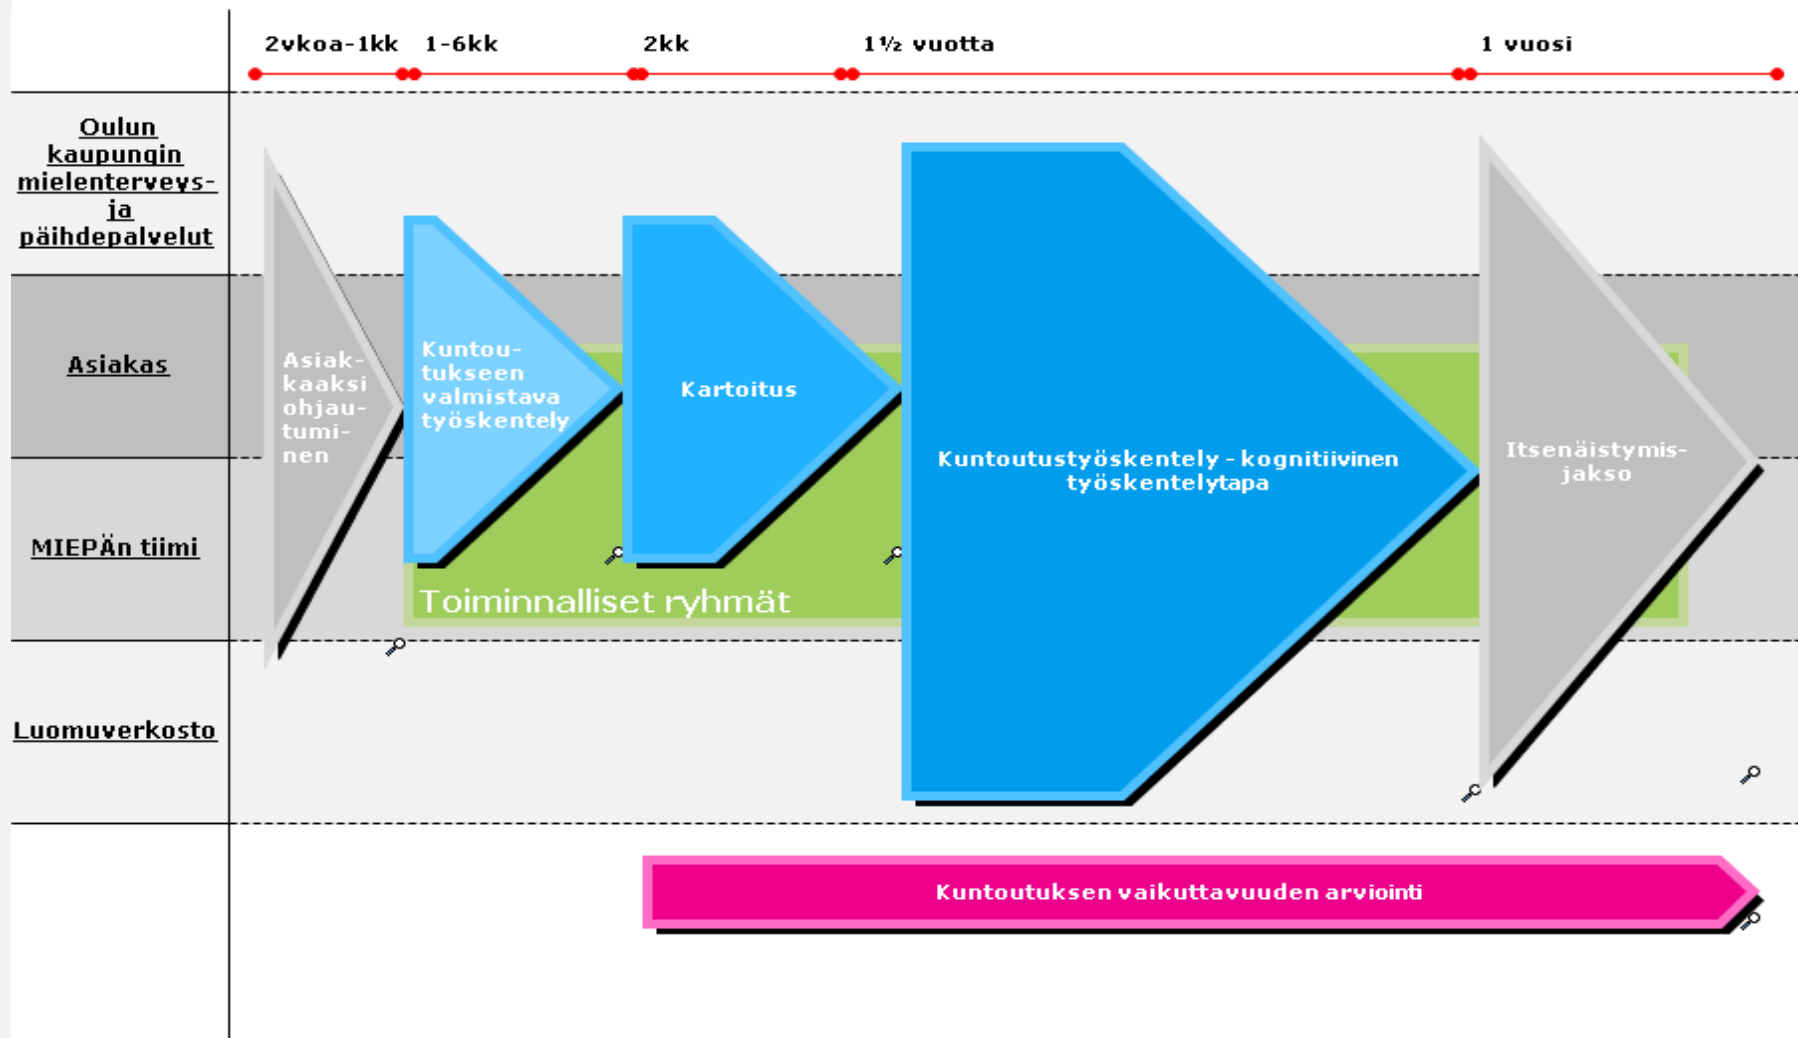 2vkoa-1kk 1-6kk 2kk 1½ vuotta 1 vuosi
Oulun
kaupungin
mielenterveys-
ja
päihdepalvelut
Asiakas
MIEPÄn tiimi
Luomuverkosto
Asiak-
kaaksi
ohjau-
tumi-
nen
Kuntou-
tukseen
valmistava
työskentely
Kartoitus
Kuntoutustyöskentely - kognitiivinen
työskentelytapa
Itsenäistymis-
jakso
Toiminnalliset ryhmät
Kuntoutuksen vaikuttavuuden arviointi